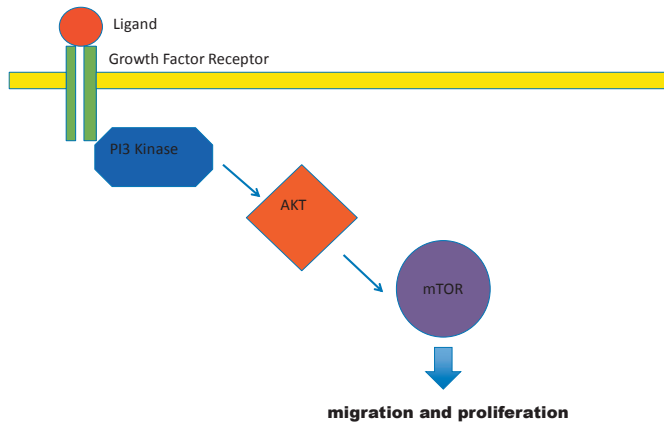 Ligand
Growth Factor Receptor
PI3 Kinase
AKT
mTOR
migration and proliferation